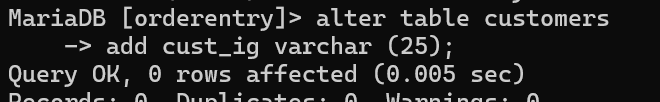 MariaDB [orderentry]> alter table customers
    -> add cust_ig varchar (25);
Query OK, 0 rows affected (0.005 sec)
Records: 0  Duplicates: 0  Warnings: 0